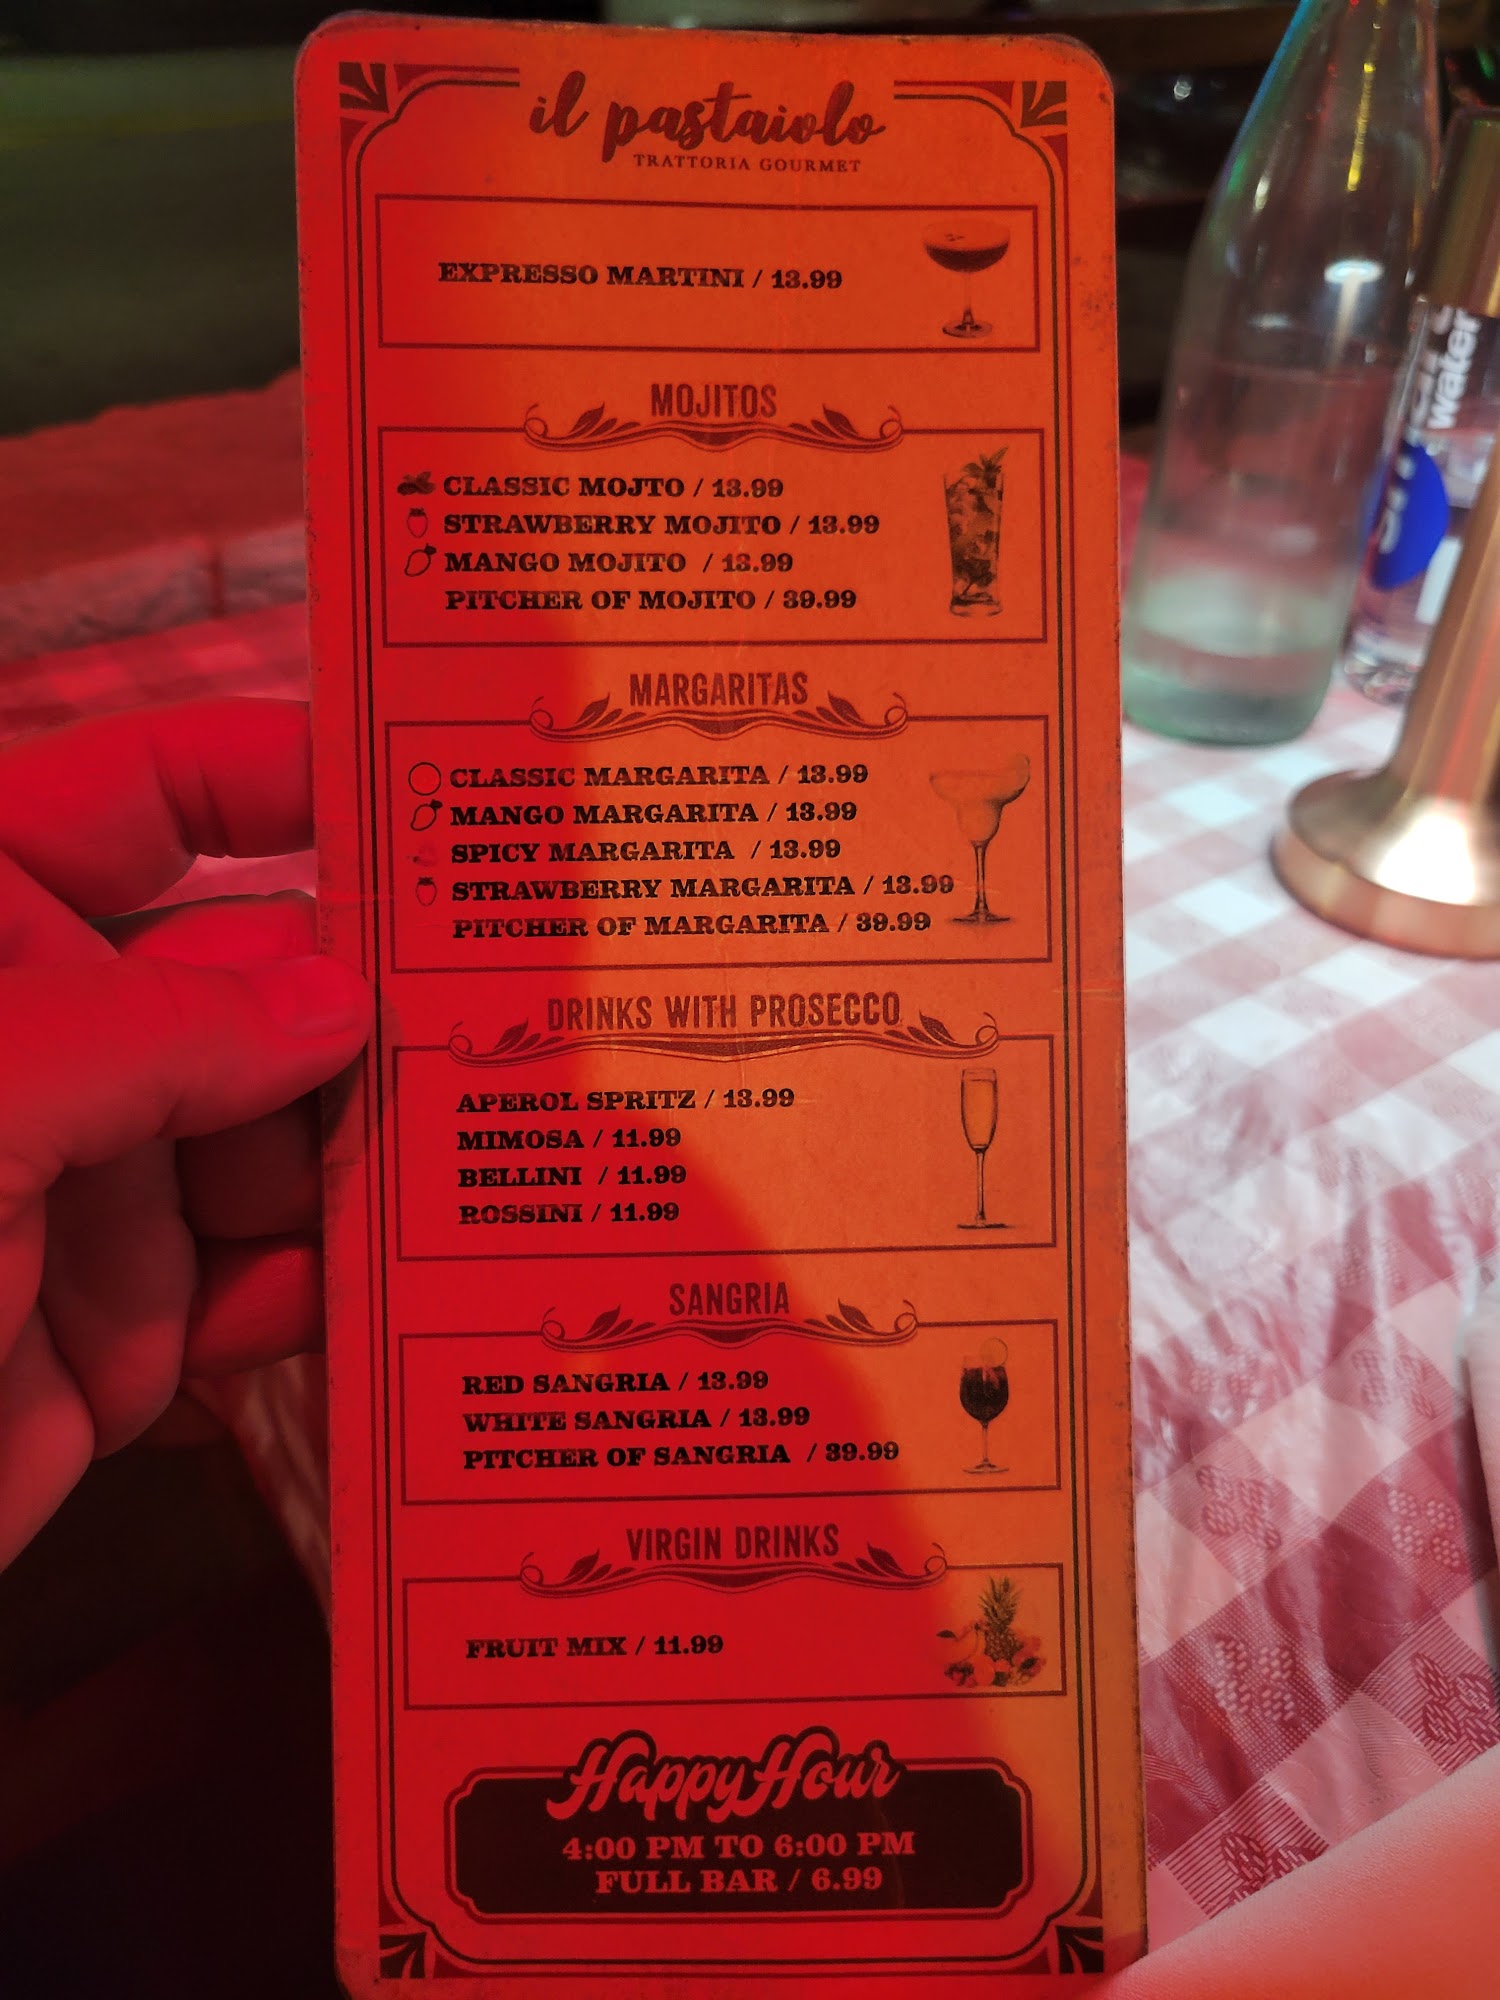 il pastaiolo
TRATTORIA GOURMET
EXPRESSO MARTINI / 13.99
MOJITOS
CLASSIC MOJTO / 13.99
STRAWBERRY MOJITO / 13.99
MANGO MOJITO / 13.99
PITCHER OF MOJITO / 39.99
MARGARITAS
CLASSIC MARGARITA / 13.99
MANGO MARGARITA / 13.99
SPICY MARGARITA / 13.99
STRAWBERRY MARGARITA / 13.99
PITCHER OF MARGARITA / 39.99
DRINKS WITH PROSECCO
APEROL SPRITZ / 13.99
MIMOSA / 11.99
BELLINI / 11.99
ROSSINI / 11.99
SANGRIA
RED SANGRIA / 13.99
WHITE SANGRIA / 13.99
PITCHER OF SANGRIA / 39.99
VIRGIN DRINKS
FRUIT MIX / 11.99
Happy Hour
4:00 PM TO 6:00 PM
FULL BAR / 6.99
water